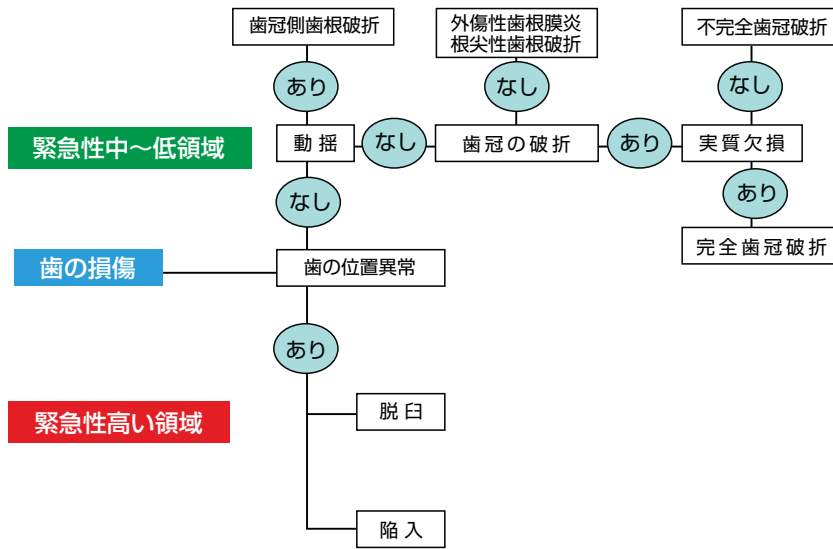 歯冠側歯根破折
外傷性歯根膜炎
根尖性歯根破折
不完全歯冠破折
あり
なし
なし
緊急性中〜低領域
動揺
なし
歯冠の破折
あり
実質欠損
なし
あり
歯の損傷
歯の位置異常
完全歯冠破折
あり
緊急性高い領域
脱臼
陥入